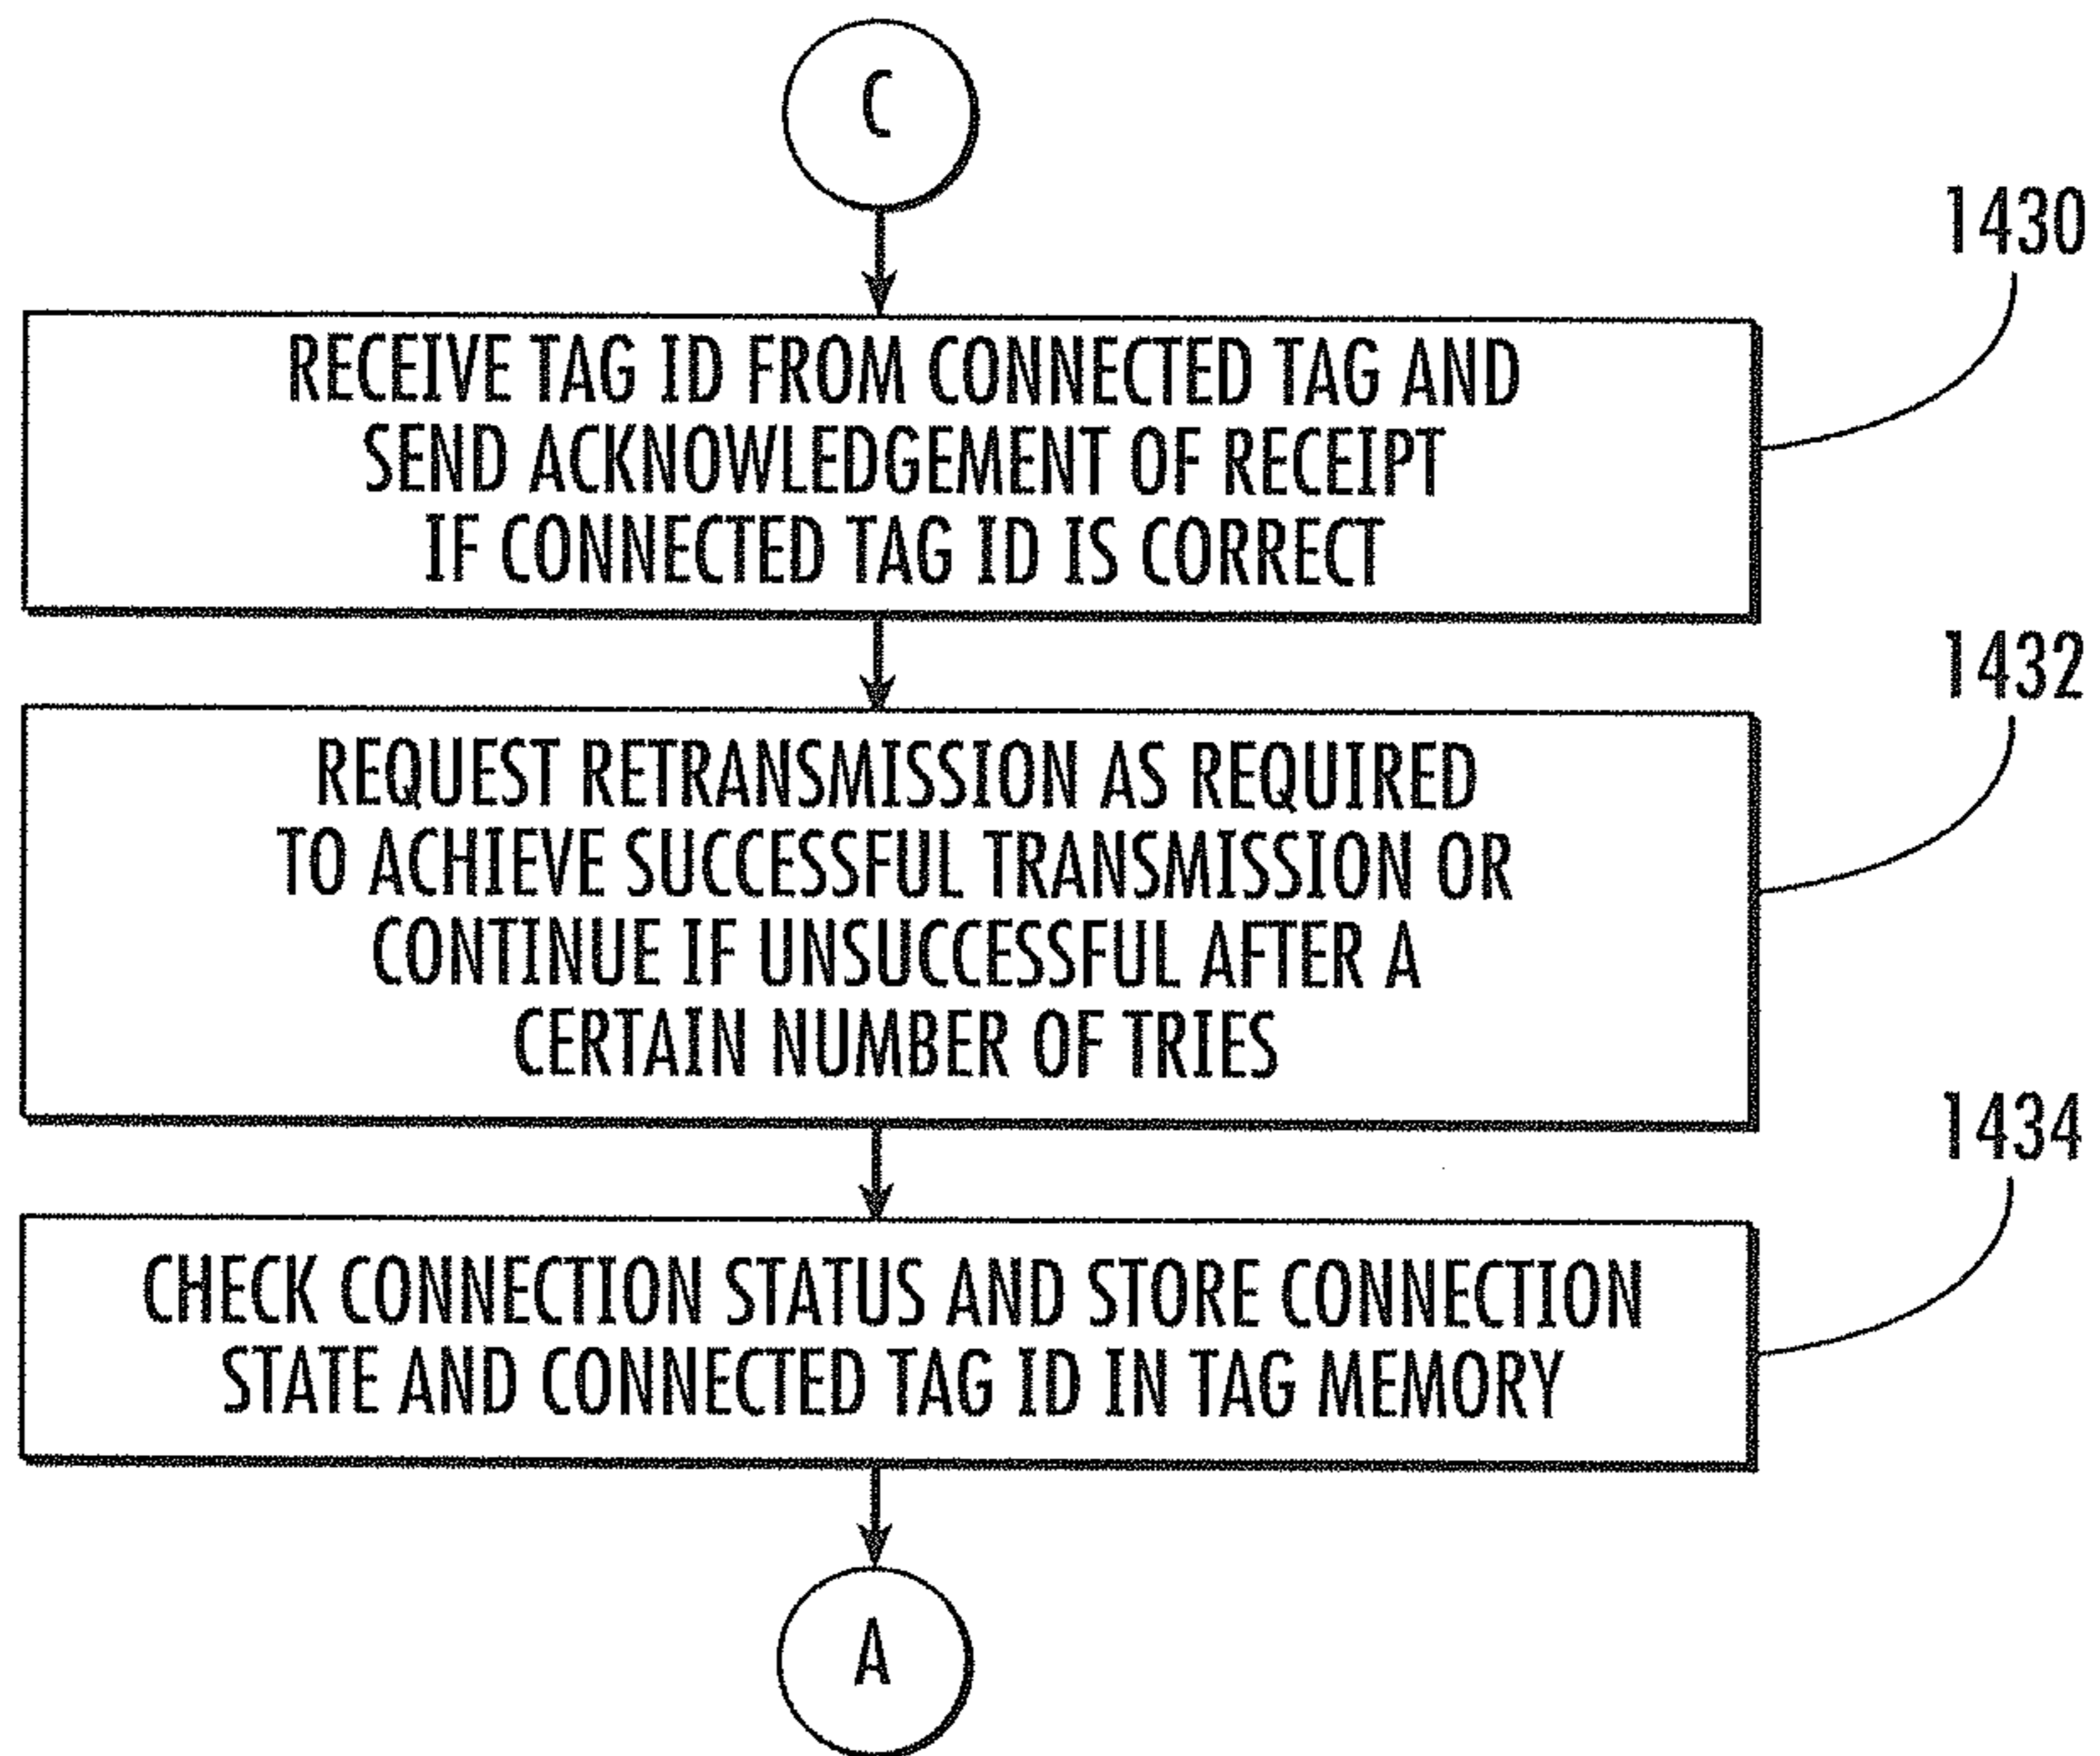 C
1430
RECEIVE TAG ID FROM CONNECTED TAG AND
SEND ACKNOWLEDGEMENT OF RECEIPT
IF CONNECTED TAG ID IS CORRECT
1432
REQUEST RETRANSMISSION AS REQUIRED
TO ACHIEVE SUCCESSFUL TRANSMISSION OR
CONTINUE IF UNSUCCESSFUL AFTER A
CERTAIN NUMBER OF TRIES
1434
CHECK CONNECTION STATUS AND STORE CONNECTION
STATE AND CONNECTED TAG ID IN TAG MEMORY
A